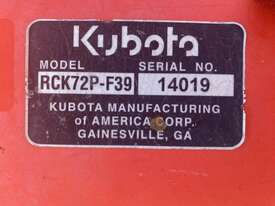 Kubota
MODEL SERIAL NO.
RCK72P-F39 14019
KUBOTA MANUFACTURING
of AMERICA CORP.
GAINESVILLE, GA